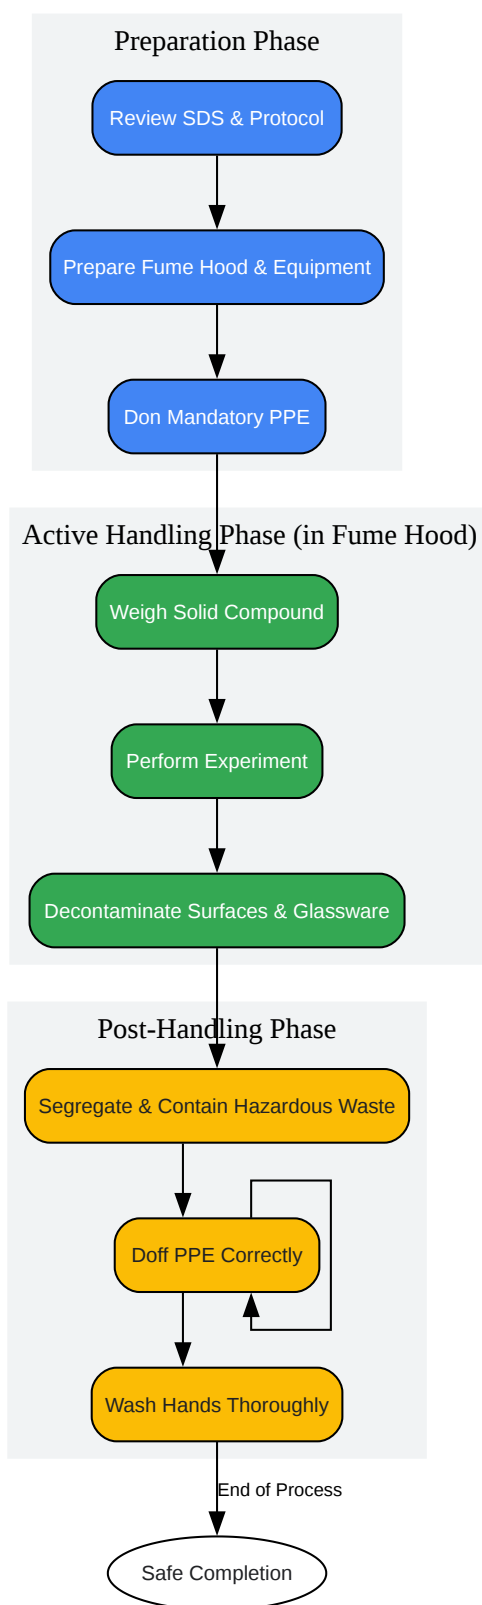 Preparation Phase
Review SDS & Protocol
Prepare Fume Hood & Equipment
Don Mandatory PPE
Active Handling Phase (in Fume Hood)
Weigh Solid Compound
Perform Experiment
Decontaminate Surfaces & Glassware
Post-Handling Phase
Segregate & Contain Hazardous Waste
Doff PPE Correctly
Wash Hands Thoroughly
End of Process
Safe Completion